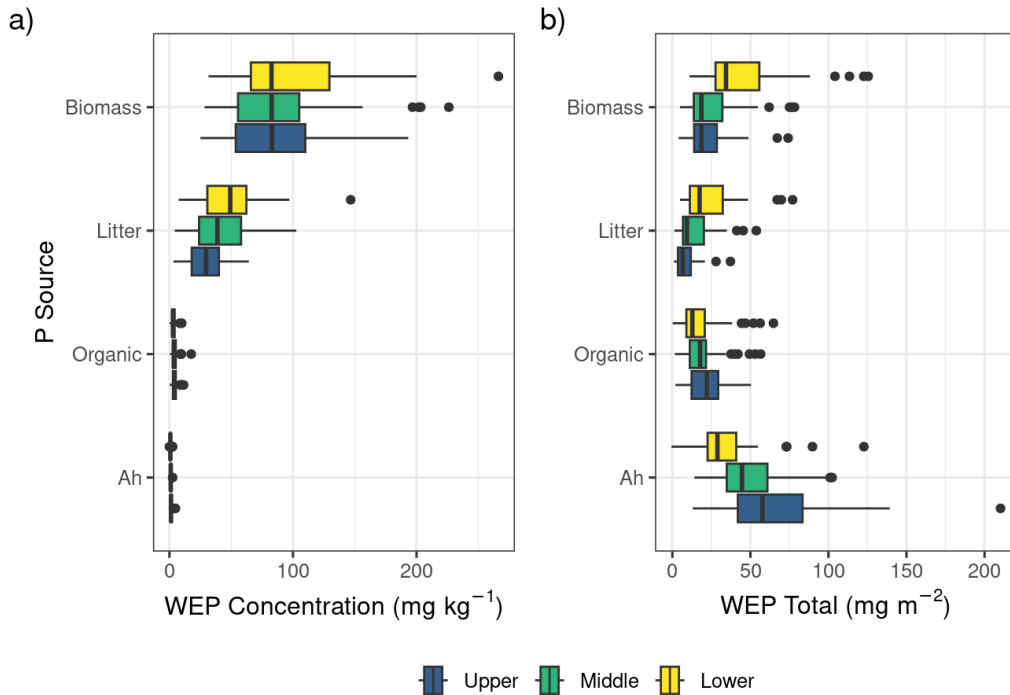 a)
P Source
Biomass
Litter
Organic
Ah
0 100 200
WEP Concentration (mg kg⁻¹)
b)
Biomass
Litter
Organic
Ah
0 50 100 150 200
WEP Total (mg m⁻²)
Upper Middle Lower